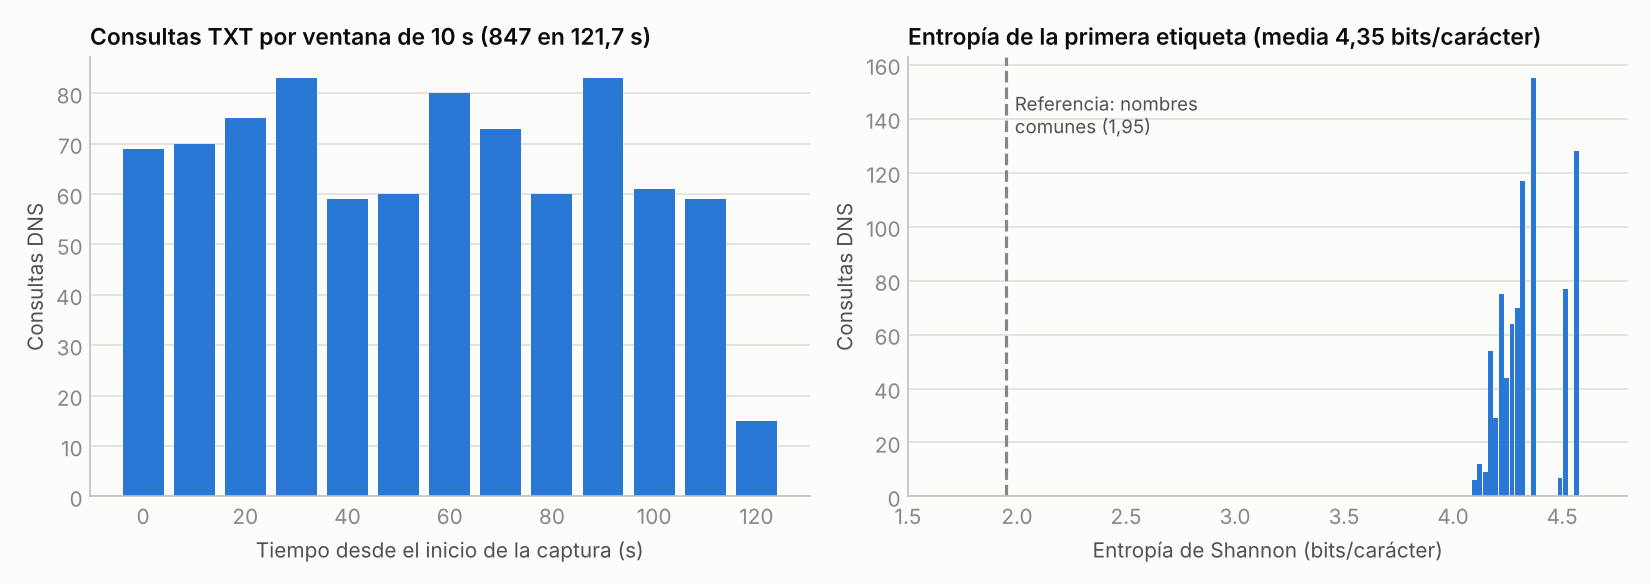 Consultas TXT por ventana de 10 s (847 en 121,7 s)
Consultas DNS
80
70
60
50
40
30
20
10
0
0 20 40 60 80 100 120
Tiempo desde el inicio de la captura (s)
Entropía de la primera etiqueta (media 4,35 bits/carácter)
Consultas DNS
160
140
120
100
80
60
40
20
0
Referencia: nombres
comunes (1,95)
1.5 2.0 2.5 3.0 3.5 4.0 4.5
Entropía de Shannon (bits/carácter)